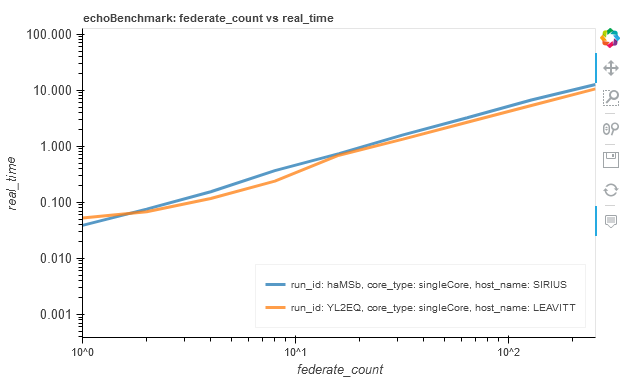 echoBenchmark: federate_count vs real_time
100.000
10.000
1.000
0.100
0.010
0.001
real_time
run_id: haMSb, core_type: singleCore, host_name: SIRIUS
run_id: YL2EQ, core_type: singleCore, host_name: LEAVITT
10^0
10^1
10^2
federate_count